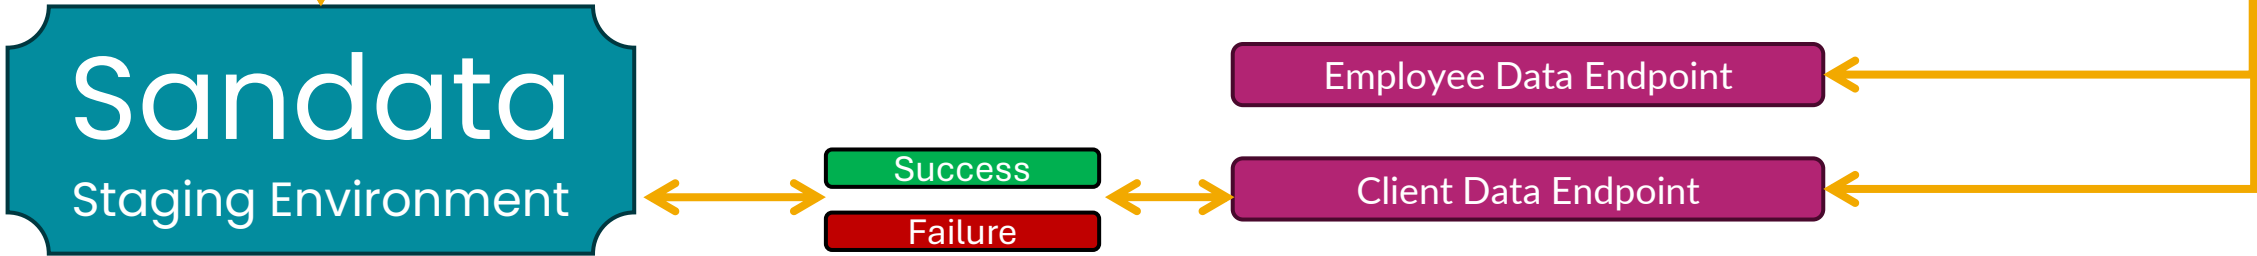 Sandata
Staging Environment
Success
Failure
Employee Data Endpoint
Client Data Endpoint